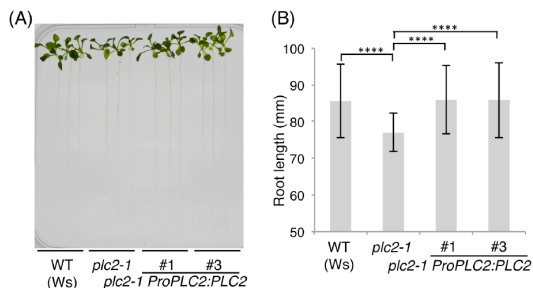 (A)
WT
(Ws)
plc2-1
#1
#3
plc2-1 ProPLC2:PLC2
(B)
Root length (mm)
100
90
80
70
60
50
****
****
****
WT
(Ws)
plc2-1
#1
#3
plc2-1 ProPLC2:PLC2